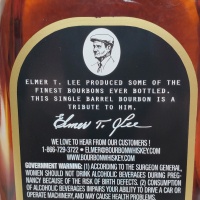 ELMER T. LEE PRODUCED SOME OF THE
FINEST BOURBONS EVER BOTTLED.
THIS SINGLE BARREL BOURBON IS A
TRIBUTE TO HIM.
Elmer T. Lee
WE LOVE TO HEAR FROM OUR CUSTOMERS!
1-866-729-3722 • ELMER@BOURBONWHISKEY.COM
WWW.BOURBONWHISKEY.COM
GOVERNMENT WARNING: (1) ACCORDING TO THE SURGEON GENERAL,
WOMEN SHOULD NOT DRINK ALCOHOLIC BEVERAGES DURING PREG-
NANCY BECAUSE OF THE RISK OF BIRTH DEFECTS. (2) CONSUMPTION
OF ALCOHOLIC BEVERAGES IMPAIRS YOUR ABILITY TO DRIVE A CAR OR
OPERATE MACHINERY, AND MAY CAUSE HEALTH PROBLEMS.